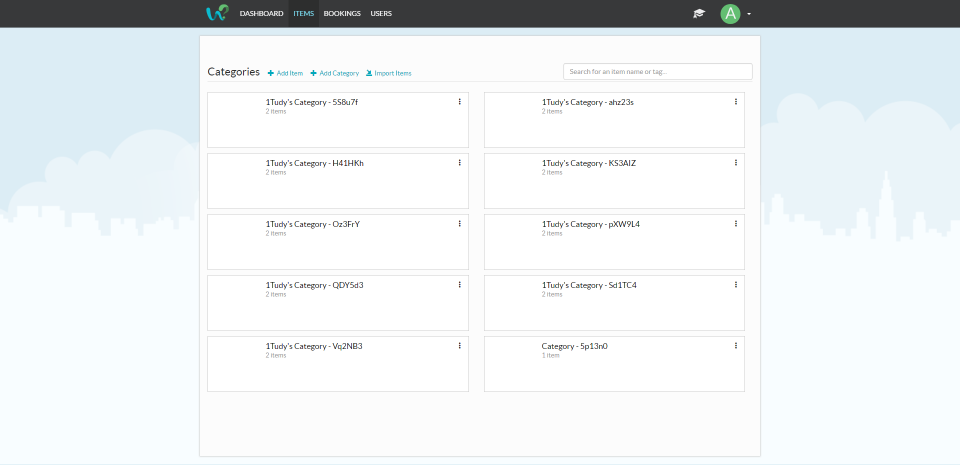 DASHBOARD ITEMS BOOKINGS USERS A
Categories Add Item Add Category Import Items Search for an item name or tag...
1Tudy's Category - 5S8u7f
2 items
1Tudy's Category - ahz23s
2 items
1Tudy's Category - H41HKh
2 items
1Tudy's Category - KS3AIZ
2 items
1Tudy's Category - Oz3FrY
2 items
1Tudy's Category - pXW9L4
2 items
1Tudy's Category - QDY5d3
2 items
1Tudy's Category - Sd1TC4
2 items
1Tudy's Category - Vq2NB3
2 items
Category - 5p13n0
1 item